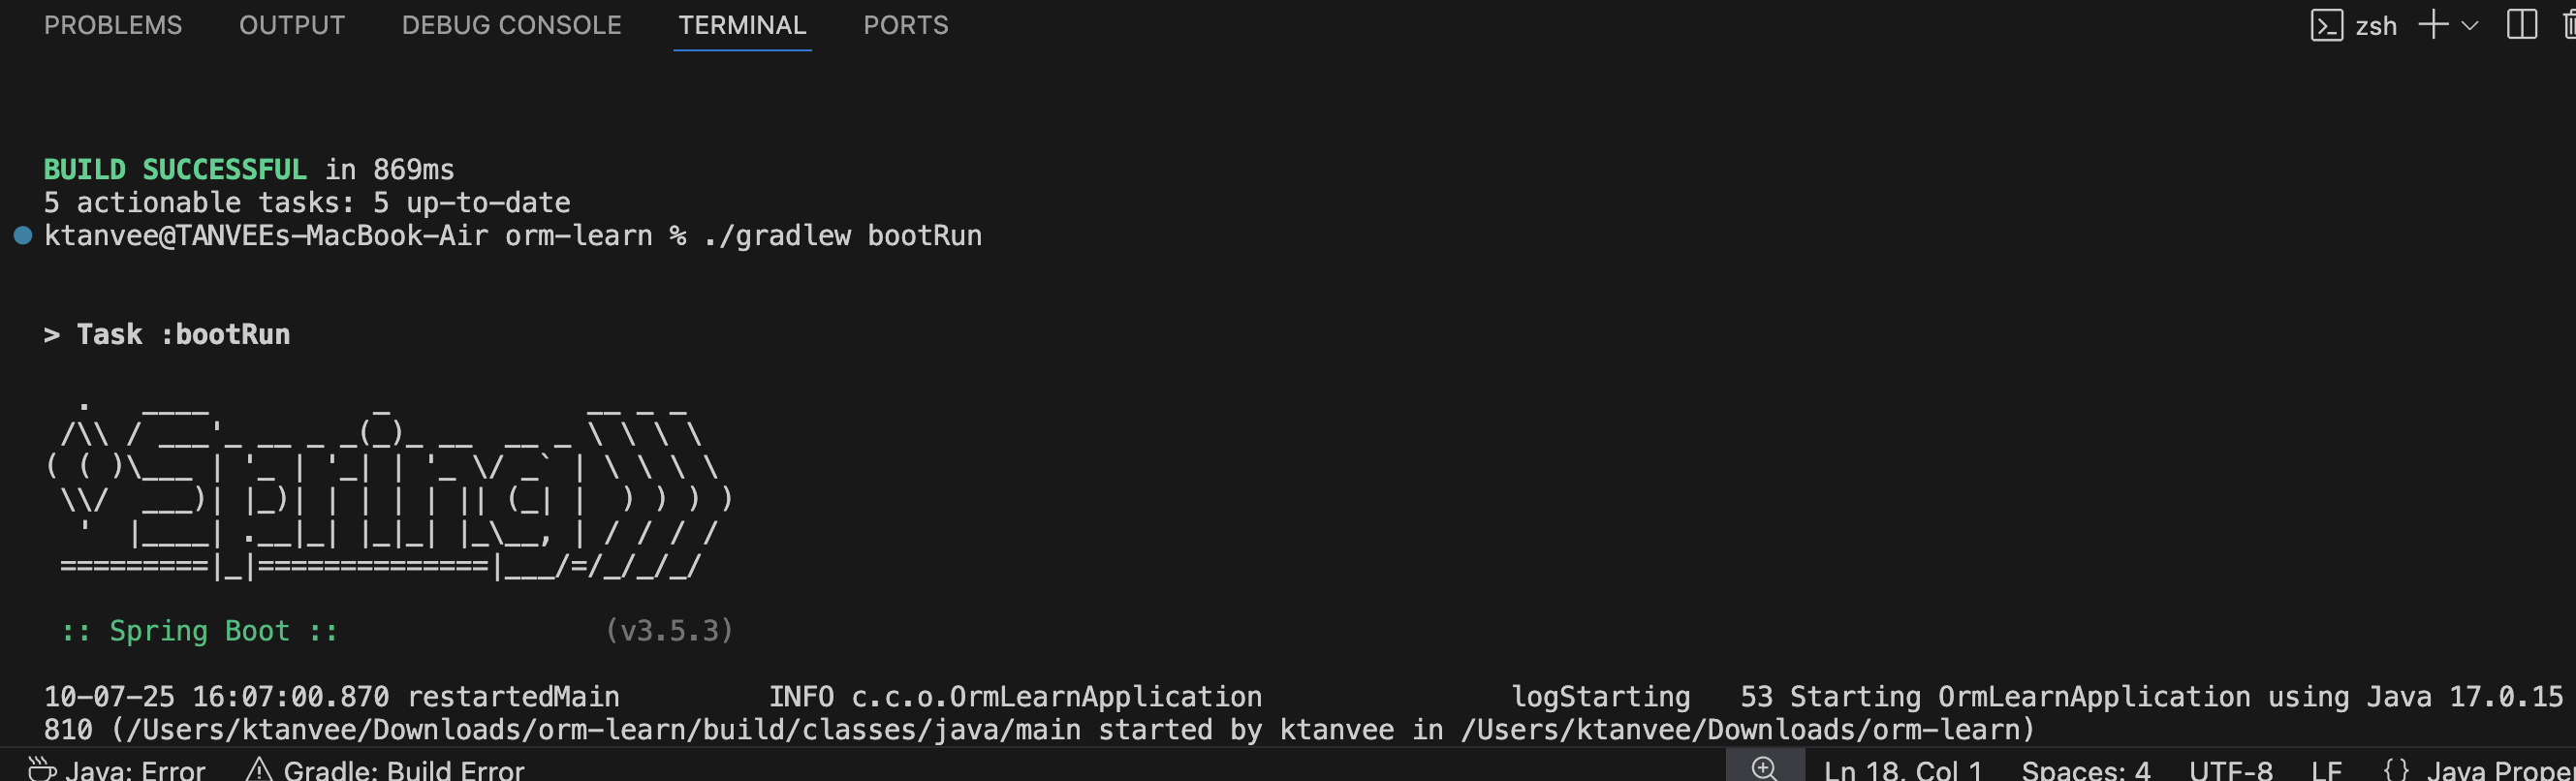 PROBLEMS OUTPUT DEBUG CONSOLE TERMINAL PORTS zsh
BUILD SUCCESSFUL in 869ms
5 actionable tasks: 5 up-to-date
ktanvee@TANVEEs-MacBook-Air orm-learn % ./gradlew bootRun
> Task :bootRun
  .   ____          _            __ _ _
 /\\ / ___'_ __ _ _(_)_ __  __ _ \ \ \ \
( ( )\___ | '_ | '_| | '_ \/ _` | \ \ \ \
 \\/  ___)| |_)| | | | | || (_| |  ) ) ) )
  '  |____| .__|_| |_|_| |_\__, | / / / /
 =========|_|==============|___/=/_/_/_/
 :: Spring Boot ::                (v3.5.3)
10-07-25 16:07:00.870 restartedMain         INFO c.c.o.OrmLearnApplication               logStarting   53 Starting OrmLearnApplication using Java 17.0.15
810 (/Users/ktanvee/Downloads/orm-learn/build/classes/java/main started by ktanvee in /Users/ktanvee/Downloads/orm-learn)
Java: Error Gradle: Build Error Ln 18, Col 1 Spaces: 4 UTF-8 LF {} Java